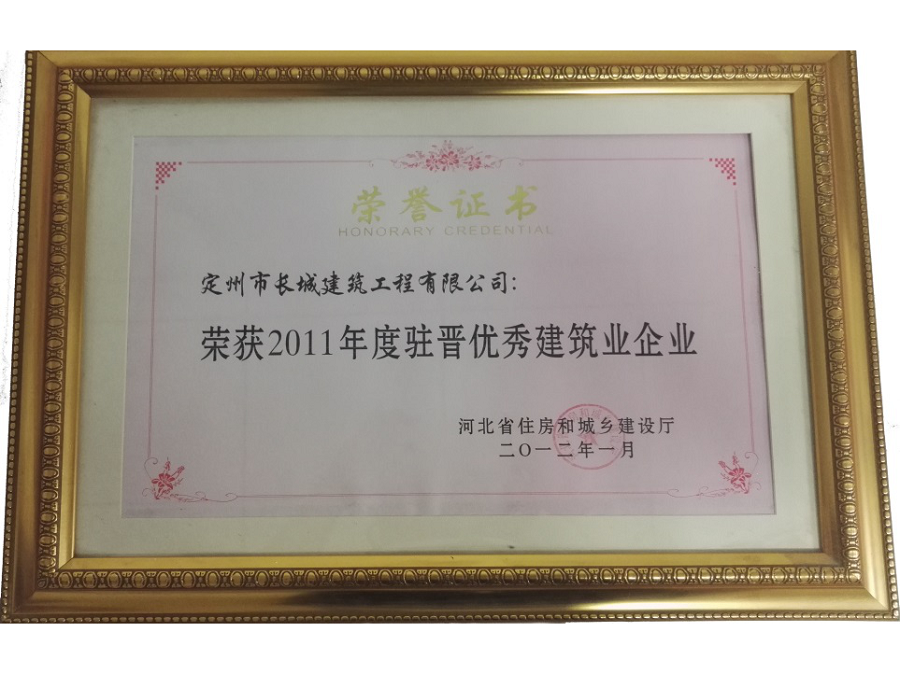 荣誉证书
HONORARY CREDENTIAL
定州市长城建筑工程有限公司：
荣获2011年度驻晋优秀建筑业企业
河北省住房和城乡建设厅
二〇一二年一月